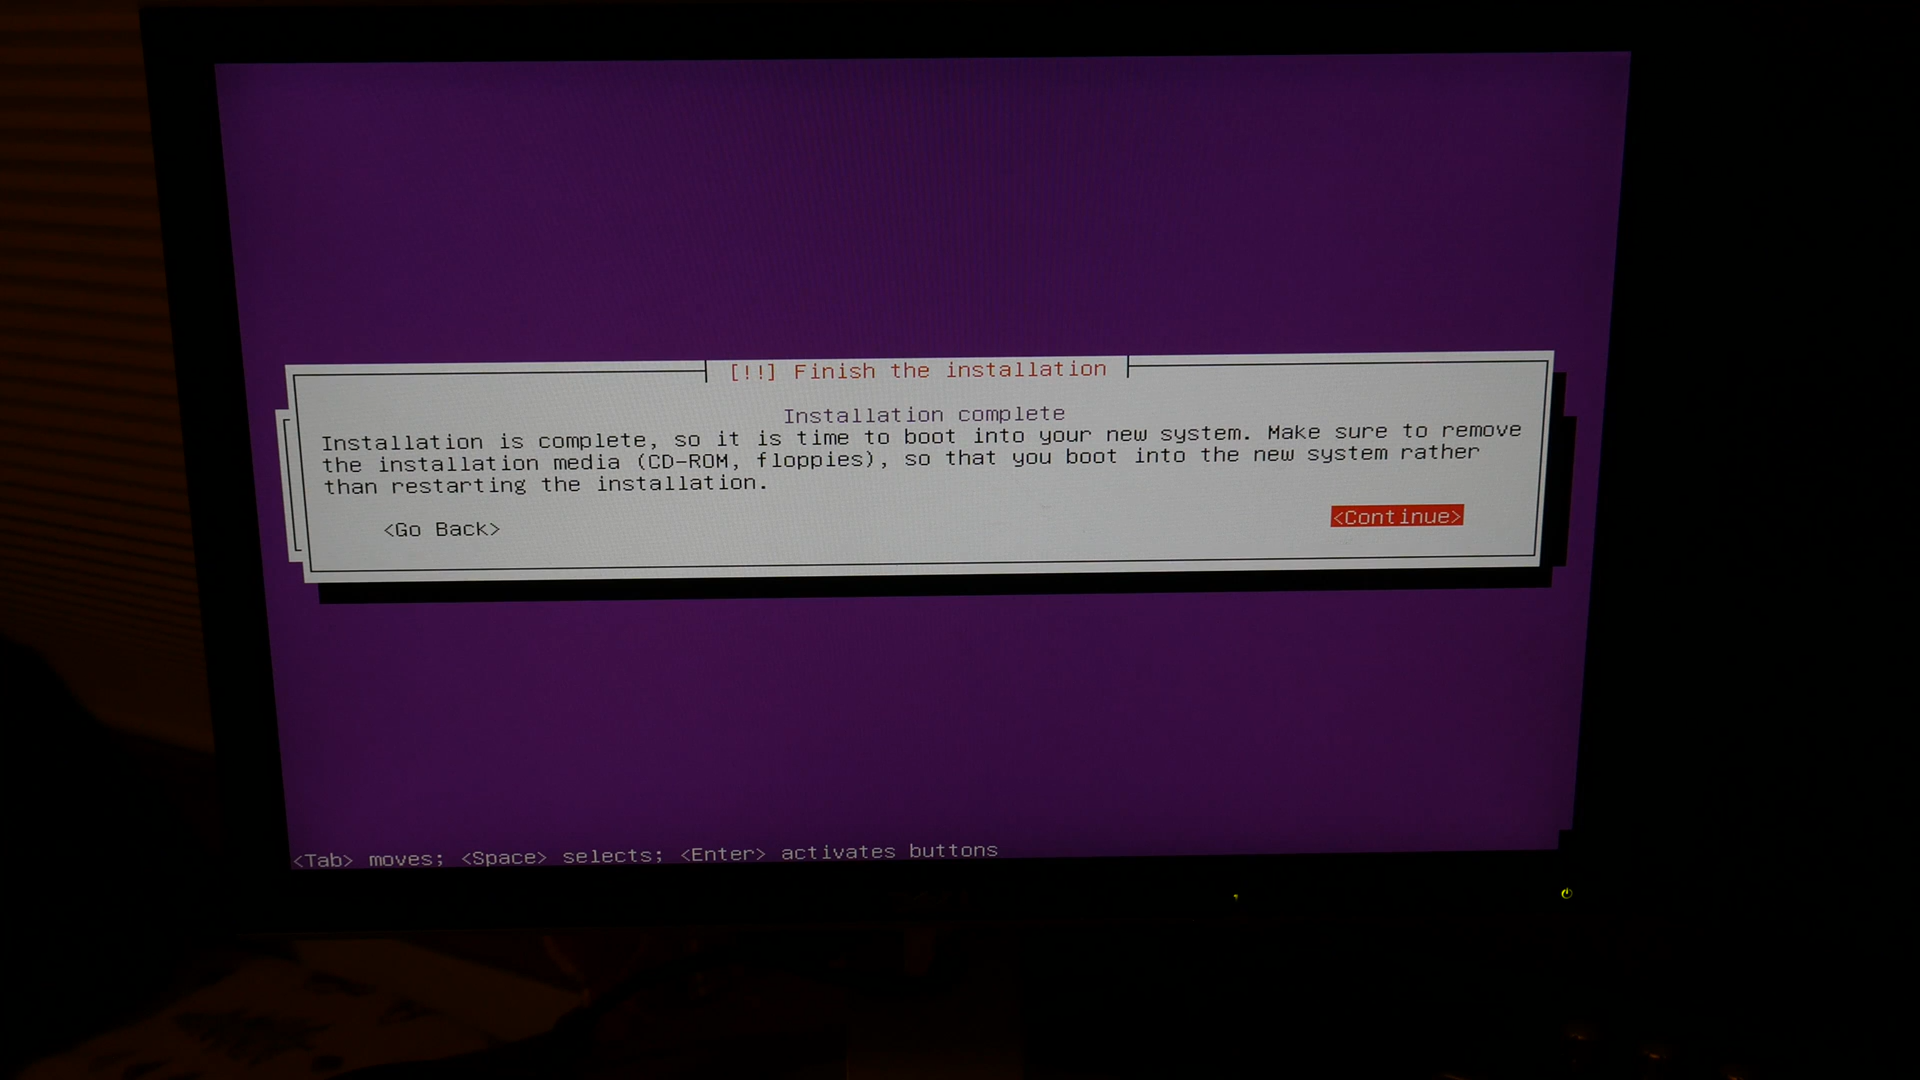 [!!] Finish the installation
Installation complete
Installation is complete, so it is time to boot into your new system. Make sure to remove
the installation media (CD-ROM, floppies), so that you boot into the new system rather
than restarting the installation.
<Go Back> <Continue>
<Tab> moves; <Space> selects; <Enter> activates buttons